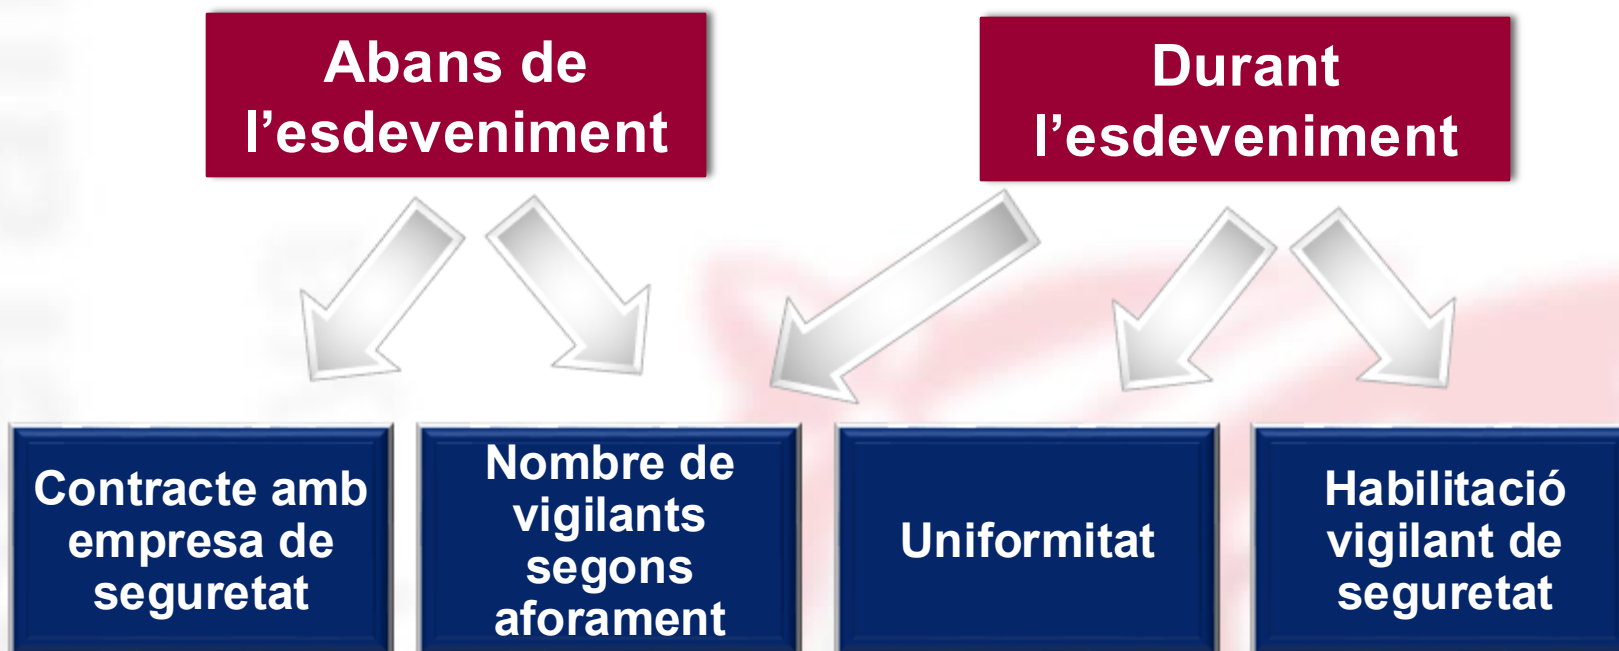 Abans de
l’esdeveniment
Durant
l’esdeveniment
Contracte amb
empresa de
seguretat
Nombre de
vigilants
segons
aforament
Uniformitat
Habilitació
vigilant de
seguretat